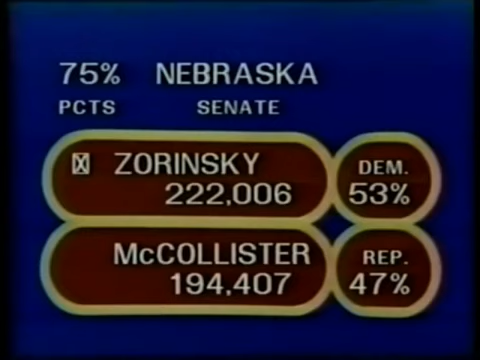 75% NEBRASKA
PCTS SENATE
☒ ZORINSKY DEM.
222,006 53%
McCOLLISTER REP.
194,407 47%